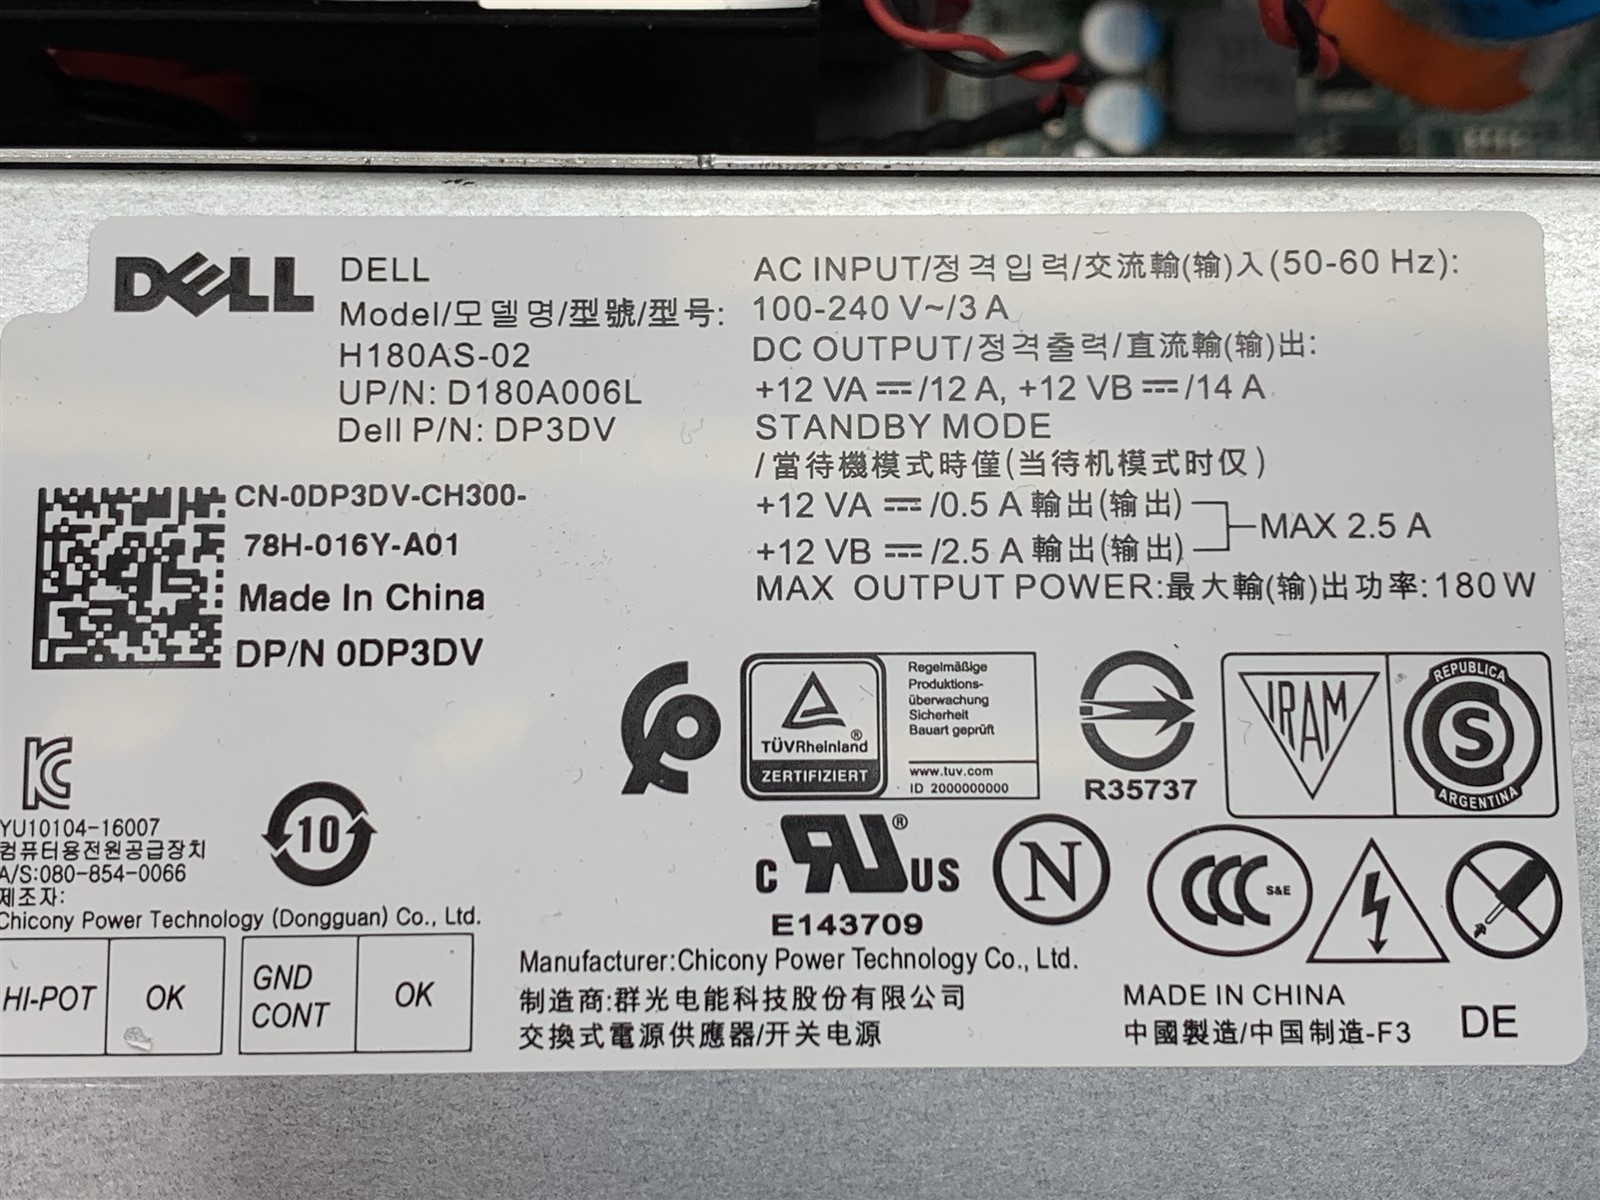 DELL
DELL
Model/모델명/型號/型号:
H180AS-02
UP/N: D180A006L
Dell P/N: DP3DV
AC INPUT/정격입력/交流輸(输)入(50-60 Hz):
100-240 V~/3 A
DC OUTPUT/정격출력/直流輸(输)出:
+12 VA ⎓/12 A, +12 VB ⎓/14 A
STANDBY MODE
/當待機模式時僅(当待机模式时仅)
+12 VA ⎓/0.5 A 輸出(输出)
+12 VB ⎓/2.5 A 輸出(输出)
MAX 2.5 A
MAX OUTPUT POWER:最大輸(输)出功率:180 W
CN-0DP3DV-CH300-
78H-016Y-A01
Made In China
DP/N 0DP3DV
TÜVRheinland®
ZERTIFIZIERT
Regelmäßige
Produktions-
überwachung
Sicherheit
Bauart geprüft
www.tuv.com
ID 2000000000
R35737
IRAM
REPUBLICA
S
ARGENTINA
KC
YU10104-16007
컴퓨터용전원공급장치
A/S:080-854-0066
제조자:
Chicony Power Technology (Dongguan) Co., Ltd.
10
HI-POT
OK
GND
CONT
OK
c RU® US
E143709
N
CCC S&E
Manufacturer:Chicony Power Technology Co., Ltd.
制造商:群光电能科技股份有限公司
交換式電源供應器/开关电源
MADE IN CHINA
中國製造/中国制造-F3
DE